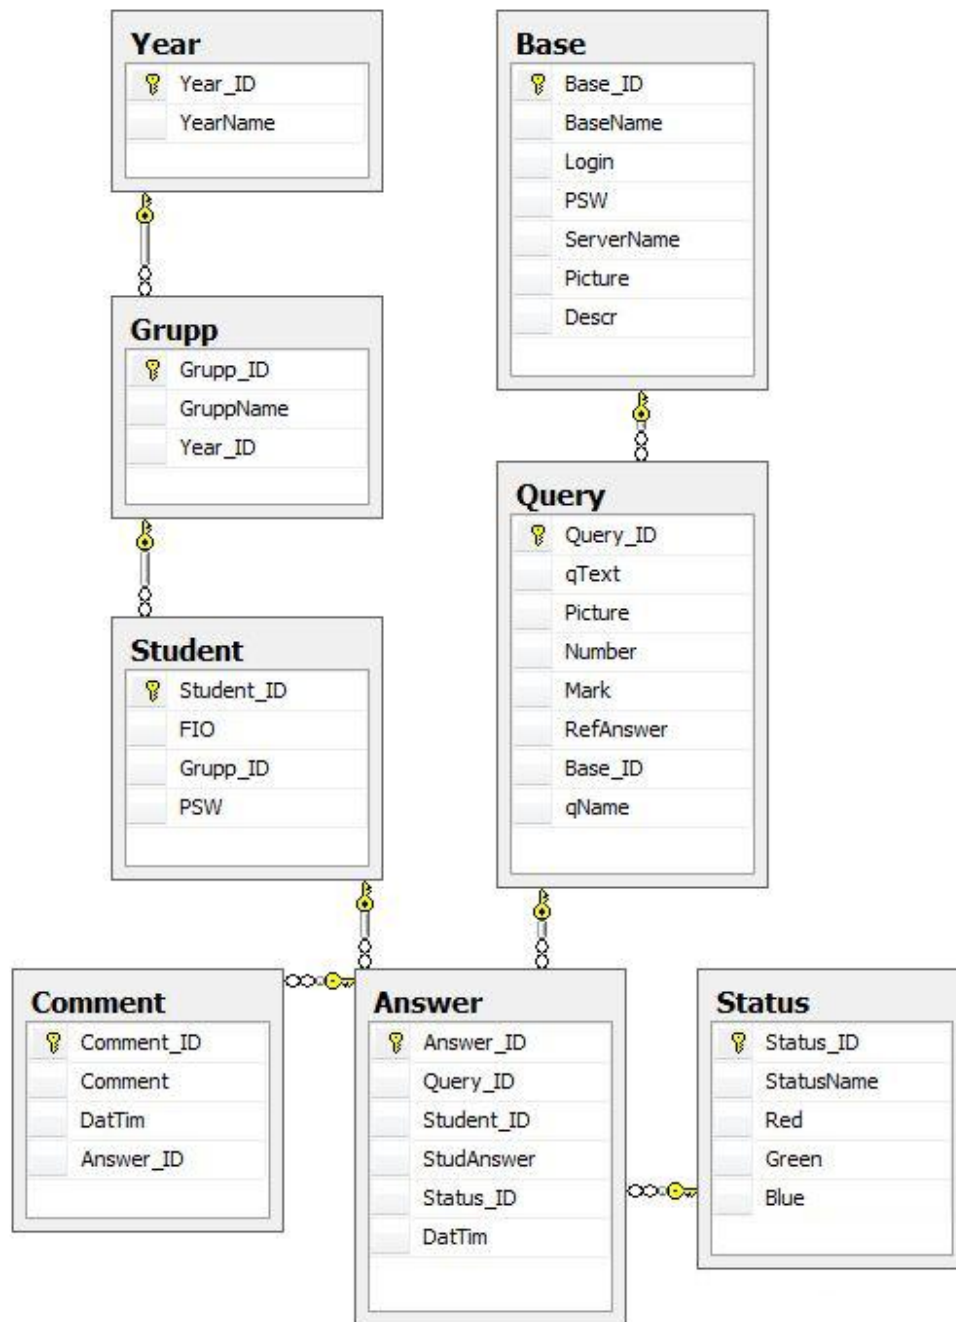 Year
Year_ID
YearName
Base
Base_ID
BaseName
Login
PSW
ServerName
Picture
Descr
Grupp
Grupp_ID
GruppName
Year_ID
Query
Query_ID
qText
Picture
Number
Mark
RefAnswer
Base_ID
qName
Student
Student_ID
FIO
Grupp_ID
PSW
Comment
Comment_ID
Comment
DatTim
Answer_ID
Answer
Answer_ID
Query_ID
Student_ID
StudAnswer
Status_ID
DatTim
Status
Status_ID
StatusName
Red
Green
Blue